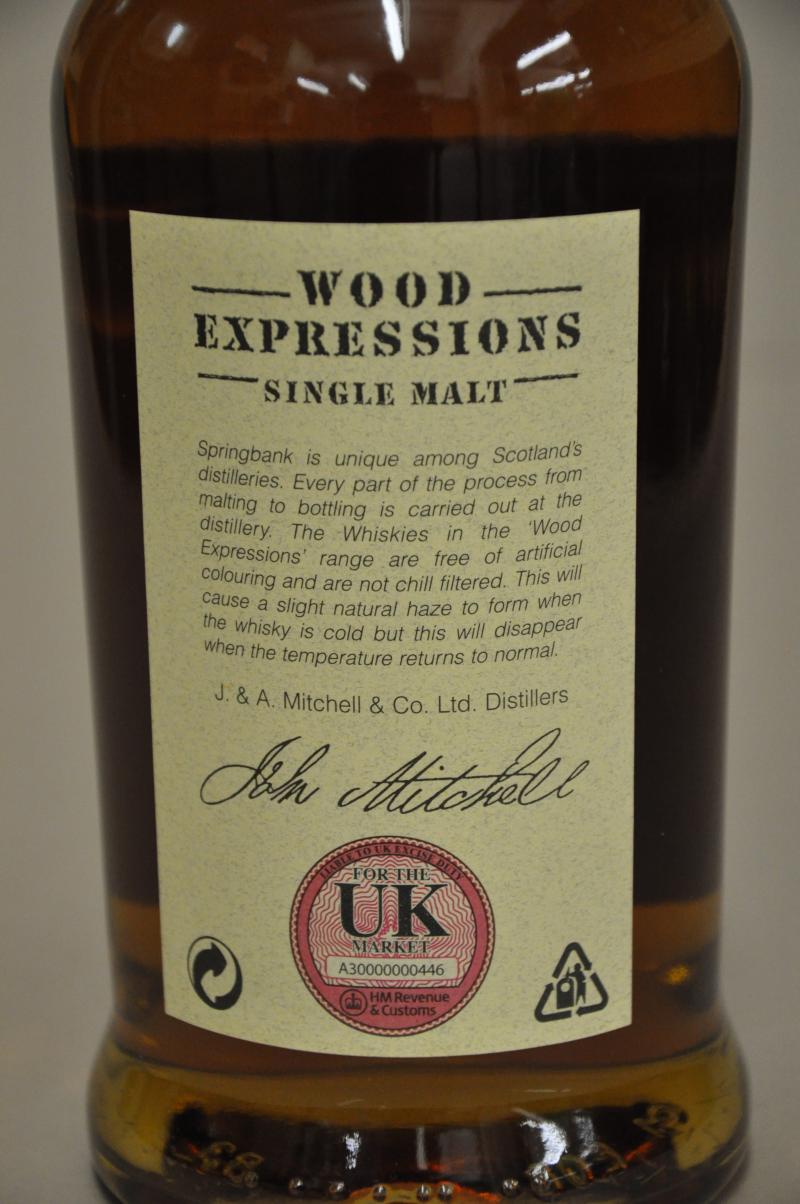 WOOD
EXPRESSIONS
SINGLE MALT
Springbank is unique among Scotland's
distilleries. Every part of the process from
malting to bottling is carried out at the
distillery. The Whiskies in the 'Wood
Expressions' range are free of artificial
colouring and are not chill filtered. This will
cause a slight natural haze to form when
the whisky is cold but this will disappear
when the temperature returns to normal.
J. & A. Mitchell & Co. Ltd. Distillers
John Mitchell
LIABLE TO UK EXCISE DUTY
FOR THE
UK
MARKET
A30000000446
HM Revenue
& Customs